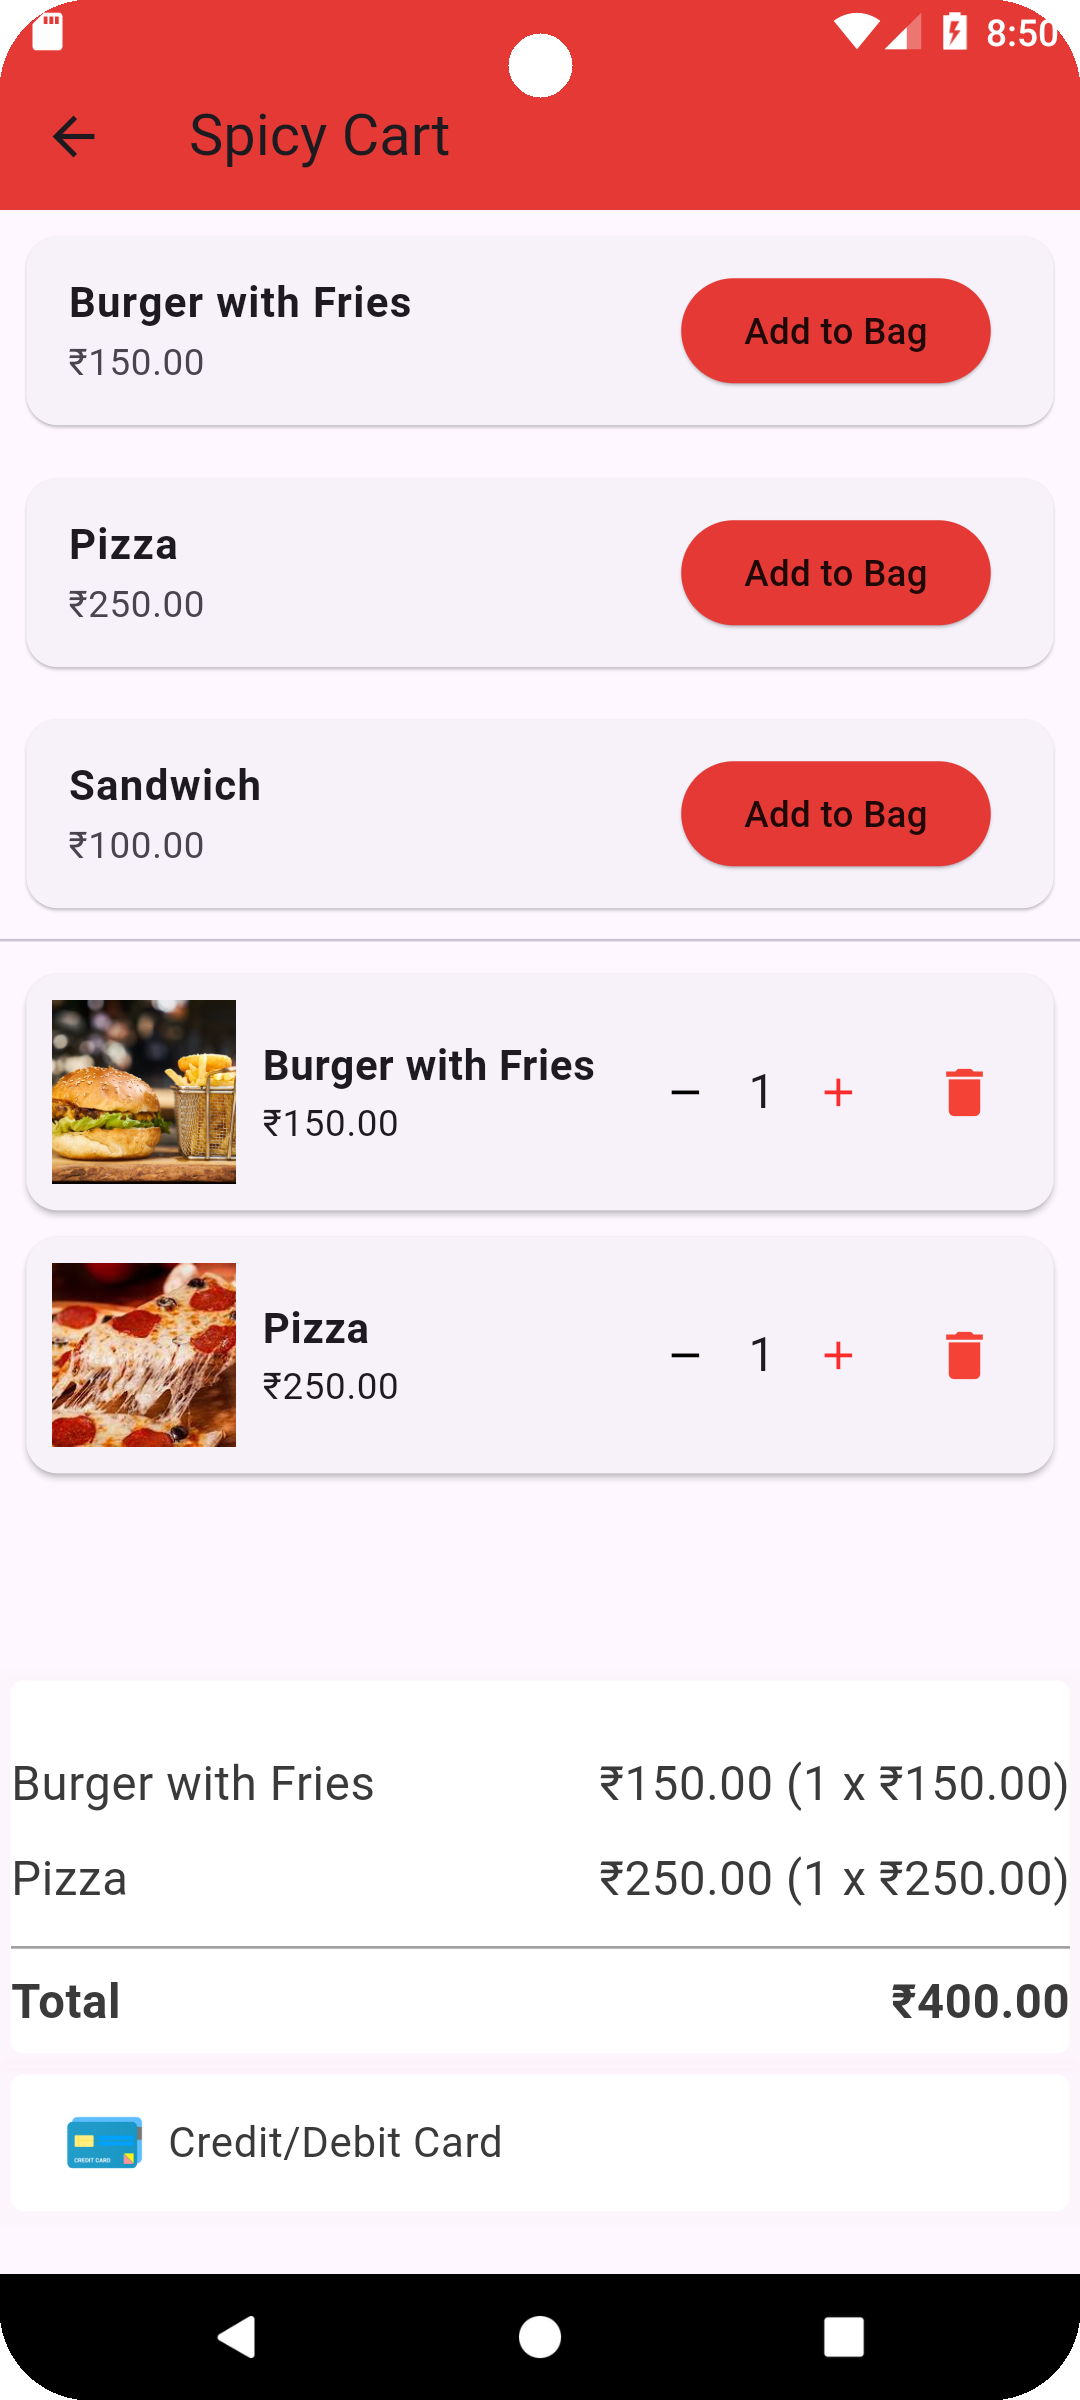 8:50
Spicy Cart
Burger with Fries
₹150.00
Add to Bag
Pizza
₹250.00
Add to Bag
Sandwich
₹100.00
Add to Bag
Burger with Fries
₹150.00
1
Pizza
₹250.00
1
Burger with Fries ₹150.00 (1 x ₹150.00)
Pizza ₹250.00 (1 x ₹250.00)
Total ₹400.00
CREDIT CARD
Credit/Debit Card